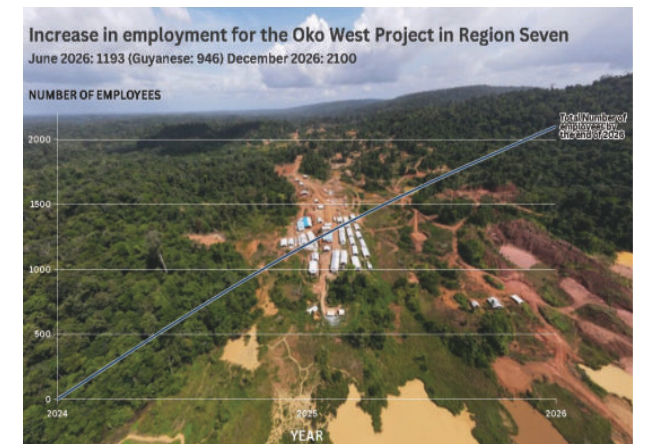 Increase in employment for the Oko West Project in Region Seven
June 2026: 1193 (Guyanese: 946) December 2026: 2100
NUMBER OF EMPLOYEES
Total Number of
employees by
the end of 2026
2000
1500
1000
500
0
2024
2025
2026
YEAR